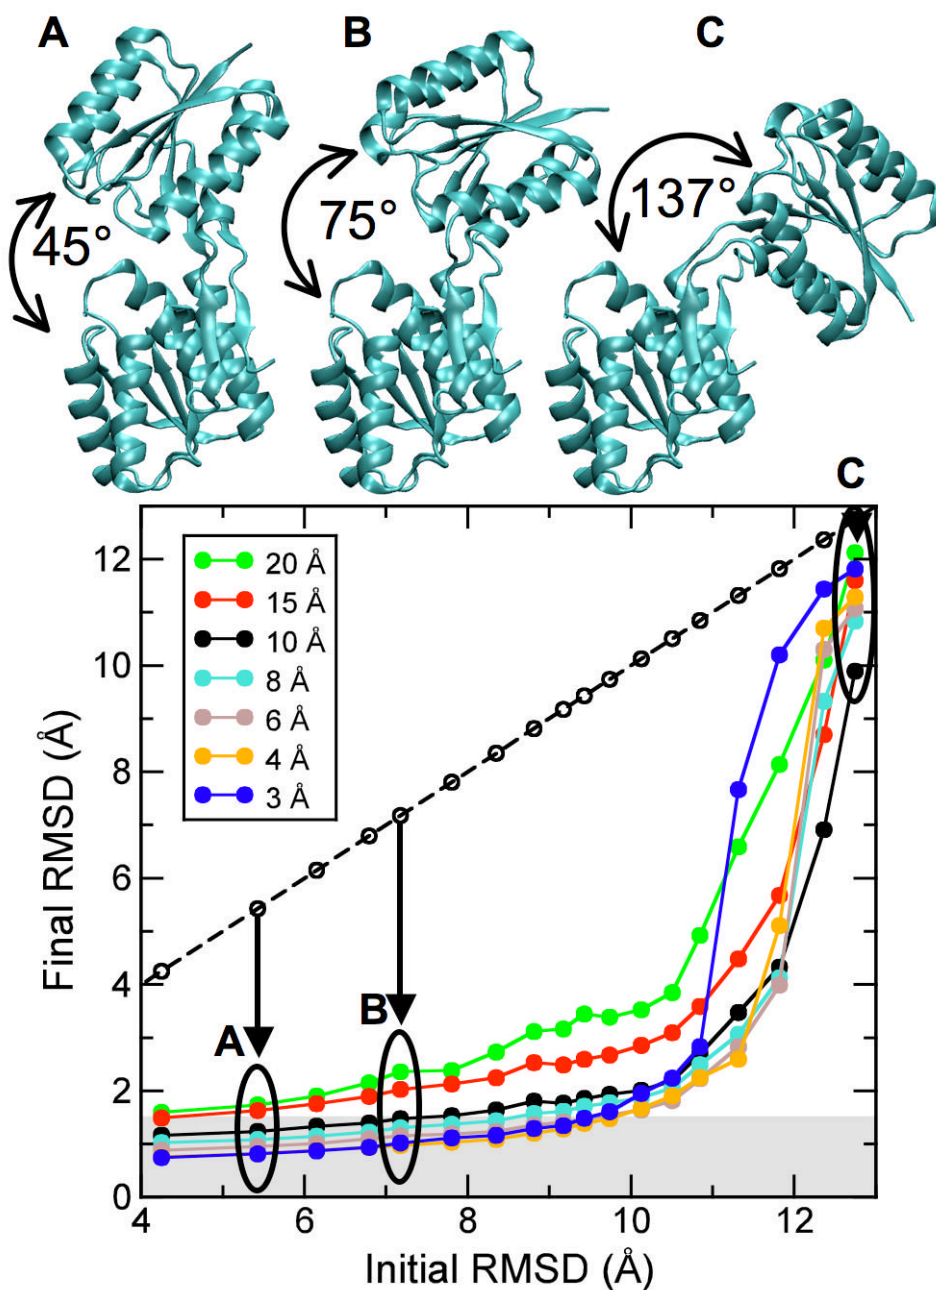 A B C
45° 75° 137°
C
20 Å
15 Å
10 Å
8 Å
6 Å
4 Å
3 Å
A B
12
10
8
6
4
2
0
Final RMSD (Å)
4 6 8 10 12
Initial RMSD (Å)